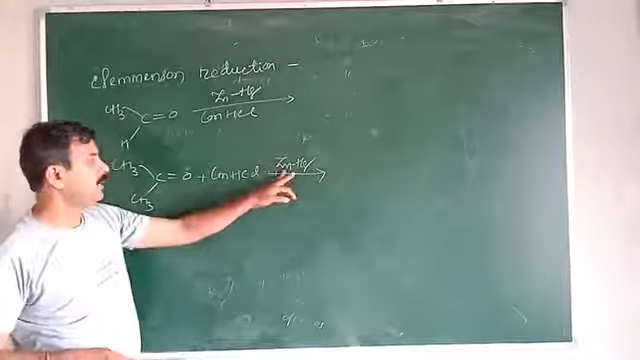 Clemmenson reduction -
CH3 Zn-Hg
C=O
H Con HCl
CH3 Zn-Hg
C=O + Con HCl
CH3